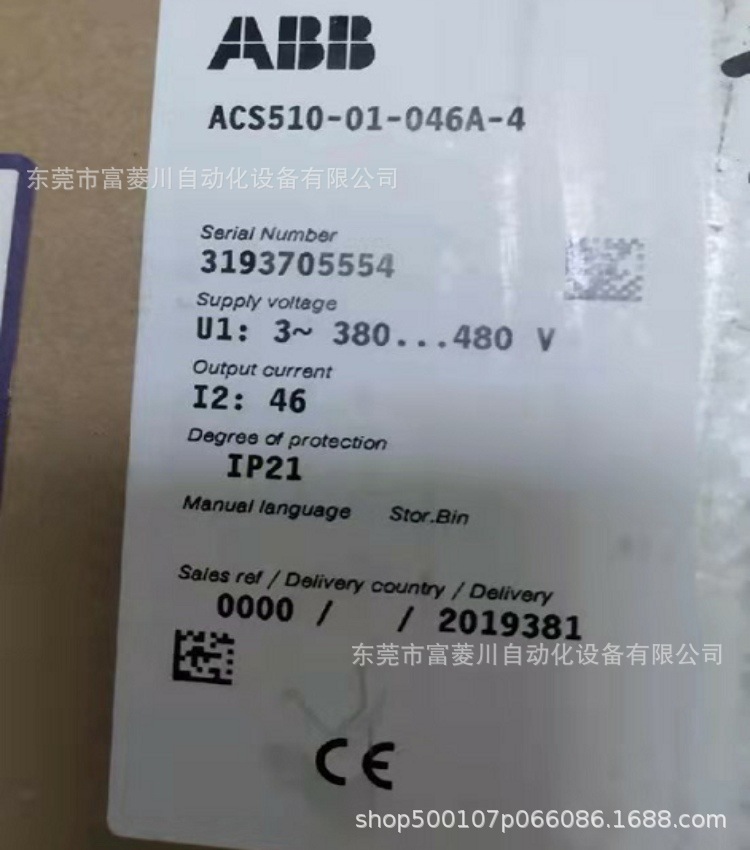 ABB
ACS510-01-046A-4
东莞市富菱川自动化设备有限公司
Serial Number
3193705554
Supply voltage
U1: 3~ 380...480 V
Output current
I2: 46
Degree of protection
IP21
Manual language Stor.Bin
Sales ref / Delivery country / Delivery
0000 / / 2019381
东莞市富菱川自动化设备有限公司
CE
shop500107p066086.1688.com